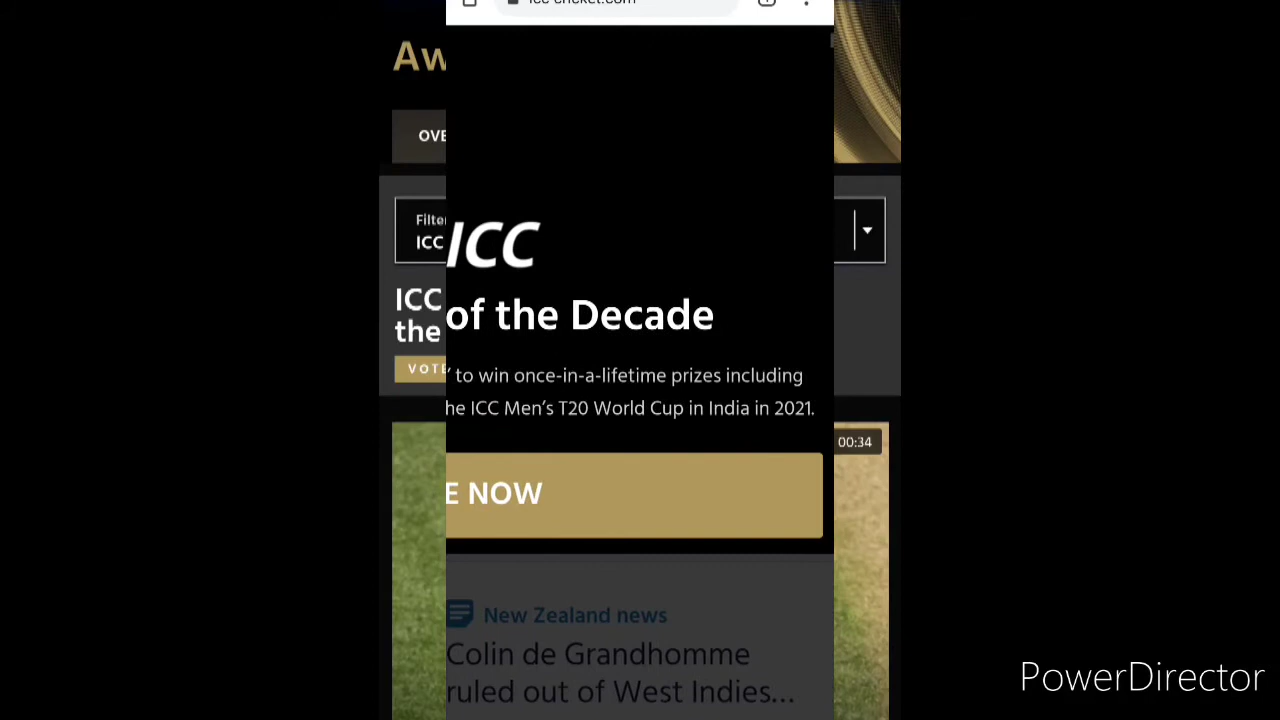 Aw
OVE
Filte
ICC
ICC
the
VOTE
ICC
of the Decade
' to win once-in-a-lifetime prizes including
he ICC Men's T20 World Cup in India in 2021.
E NOW
00:34
New Zealand news
Colin de Grandhomme
ruled out of West Indies...
PowerDirector